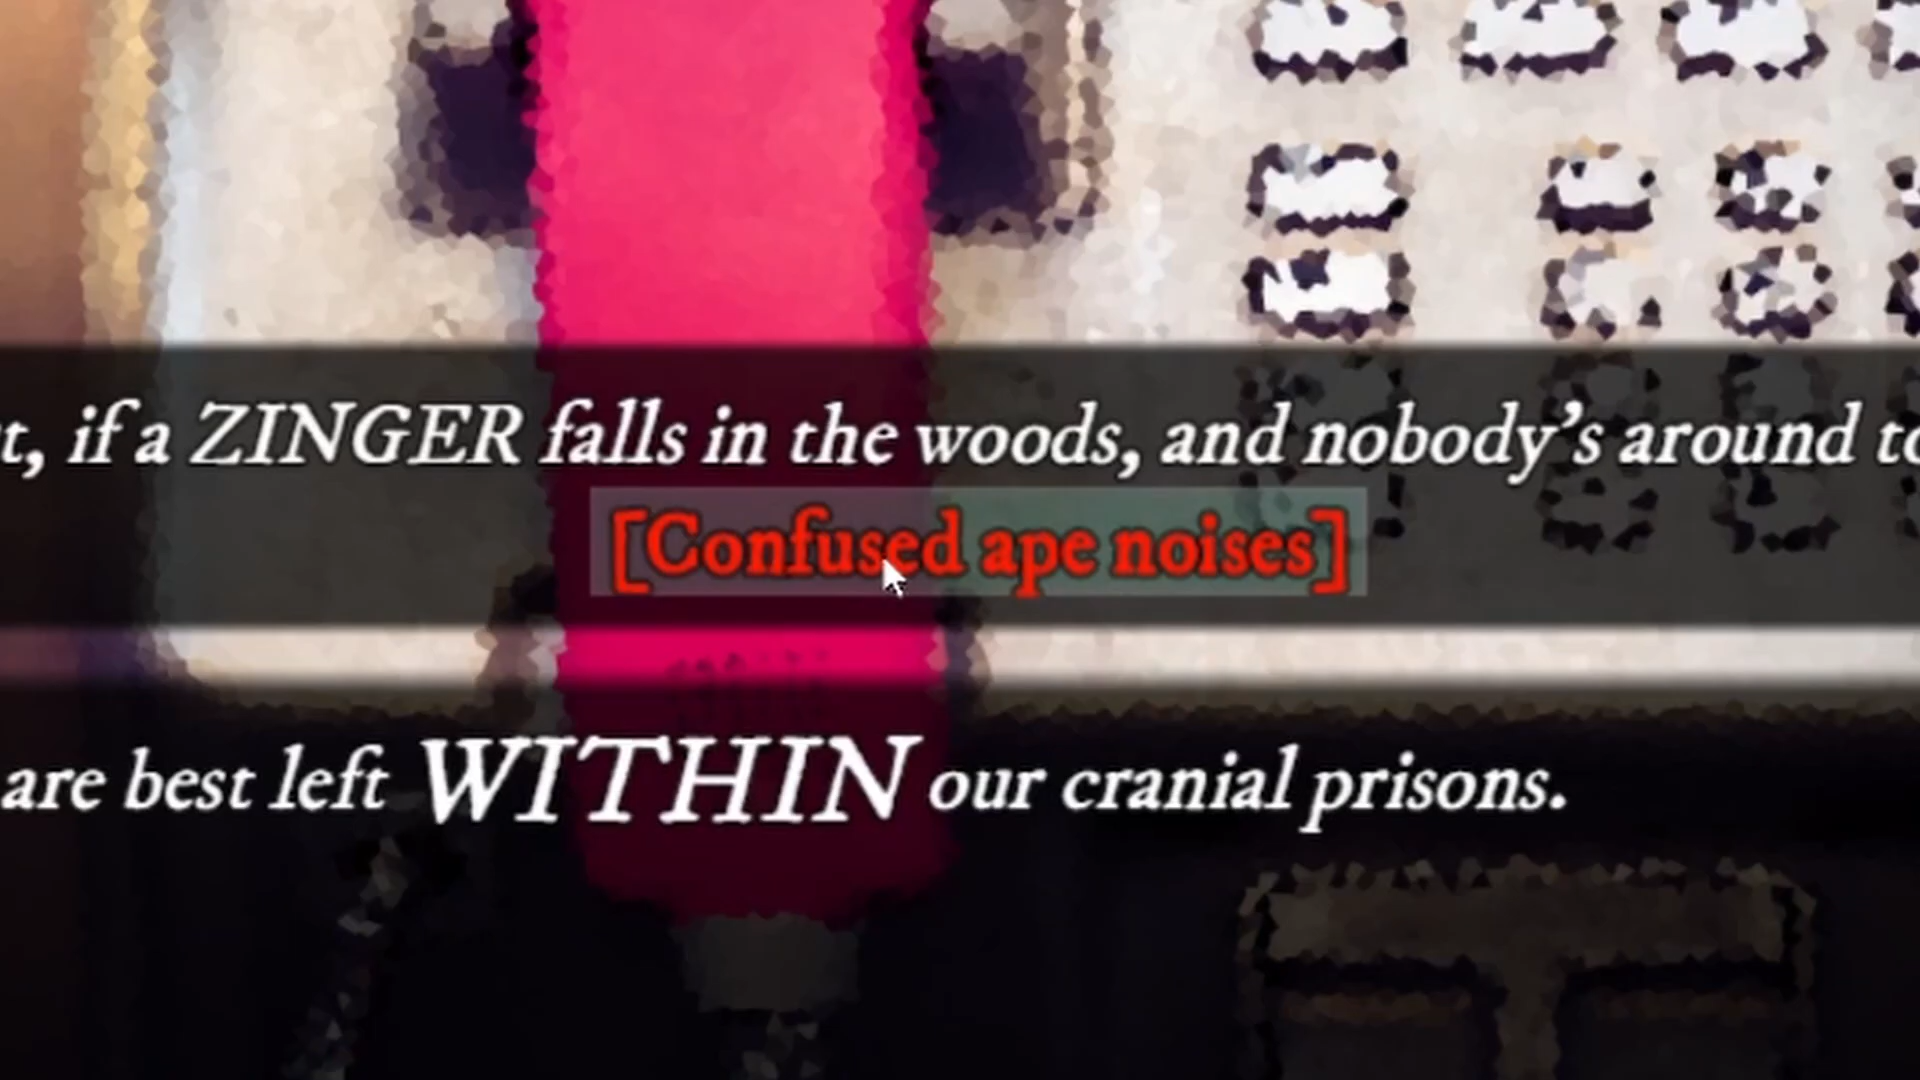 t, if a ZINGER falls in the woods, and nobody's around to
[Confused ape noises]
are best left WITHIN our cranial prisons.